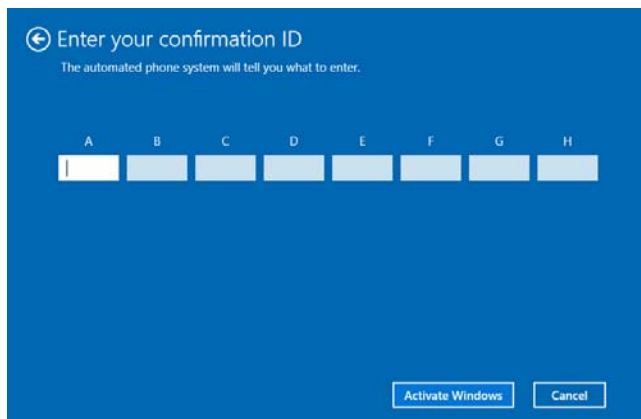 Enter your confirmation ID
The automated phone system will tell you what to enter.
A B C D E F G H
Activate Windows Cancel